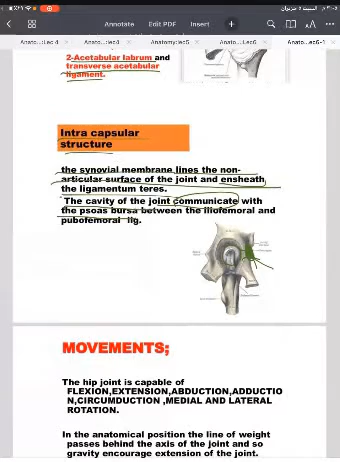 Annotate Edit PDF Insert
AA
Anato...:lec 4 Anato...:lec4 Anatomy:lec5 Anato...Lec6 Anato...ec6-1
2-Acetabular labrum and
transverse acetabular
ligament.
Intra capsular
structure
the synovial membrane lines the non-
articular surface of the joint and ensheath
the ligamentum teres.
The cavity of the joint communicate with
the psoas bursa between the iliofemoral and
pubofemoral lig.
MOVEMENTS;
The hip joint is capable of
FLEXION,EXTENSION,ABDUCTION,ADDUCTIO
N,CIRCUMDUCTION ,MEDIAL AND LATERAL
ROTATION.
In the anatomical position the line of weight
passes behind the axis of the joint and so
gravity encourage extension of the joint.